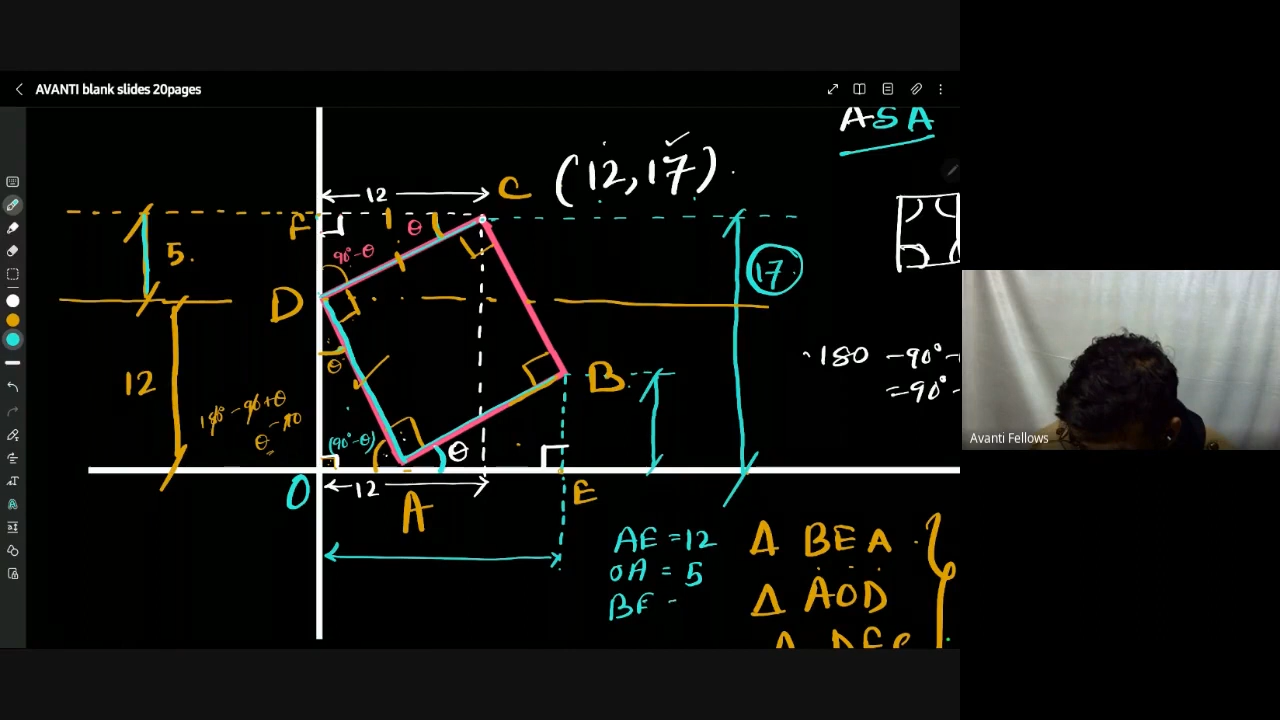 AVANTI blank slides 20pages
ASA
C (12,17).
12
F
θ
90°-θ
5.
17.
D
θ
12
B
180 -90°-
=90°-
(90°-θ)
θ
O
12
A
E
AE =12
OA = 5
BE -
Δ BEA
Δ AOD
Avanti Fellows